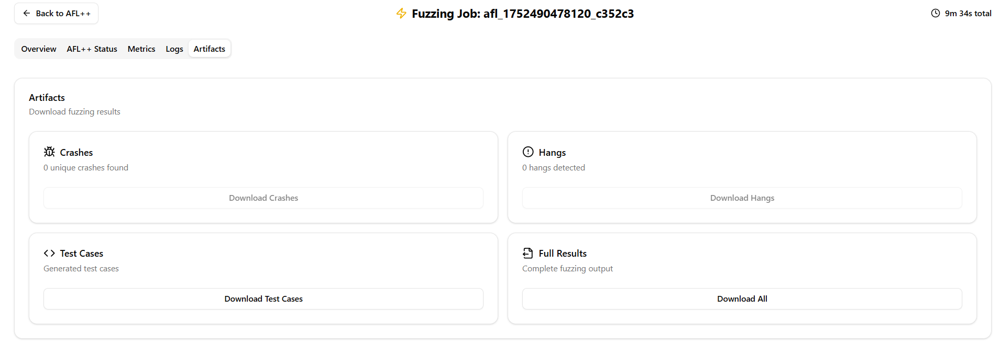 Back to AFL++
Fuzzing Job: afl_1752490478120_c352c3
9m 34s total
Overview
AFL++ Status
Metrics
Logs
Artifacts
Artifacts
Download fuzzing results
Crashes
0 unique crashes found
Download Crashes
Hangs
0 hangs detected
Download Hangs
Test Cases
Generated test cases
Download Test Cases
Full Results
Complete fuzzing output
Download All